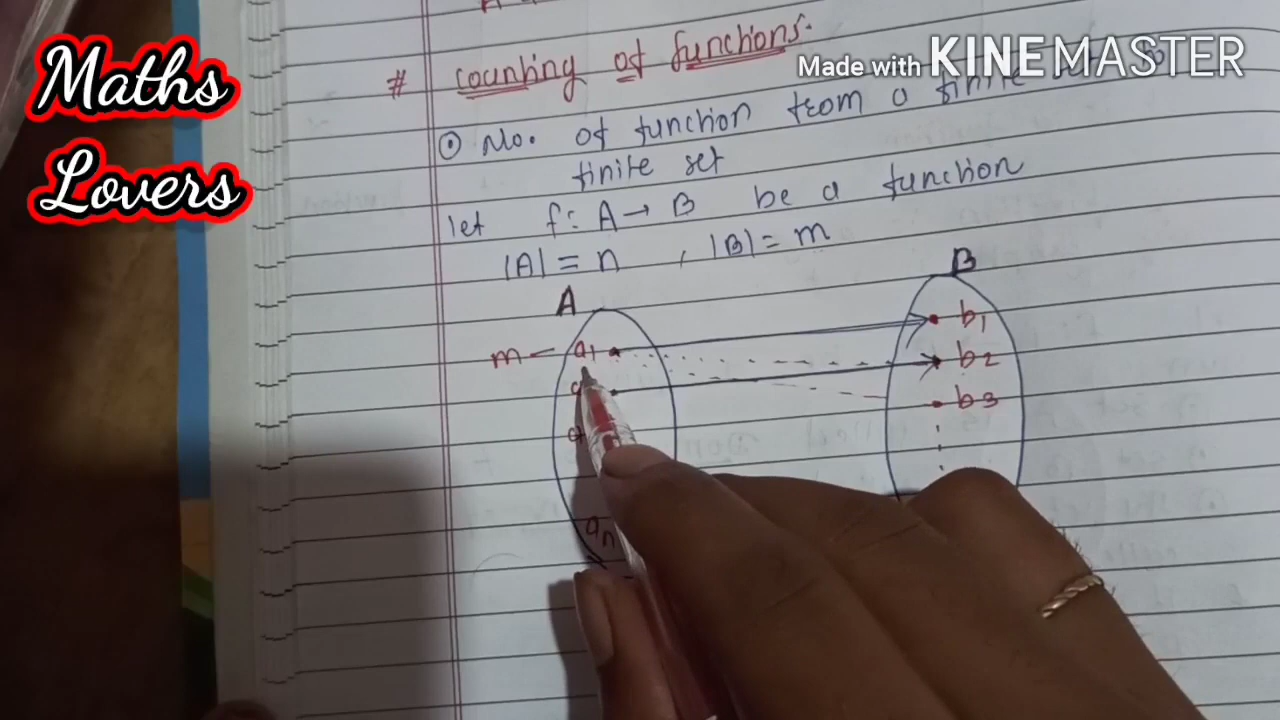 Maths
Lovers
Made with KINEMASTER
# Counting of functions.
⊙ No. of function from a finite
finite set
let f: A → B be a function
|A| = n , |B| = m
A
B
m – a1
b1
b2
b3
an